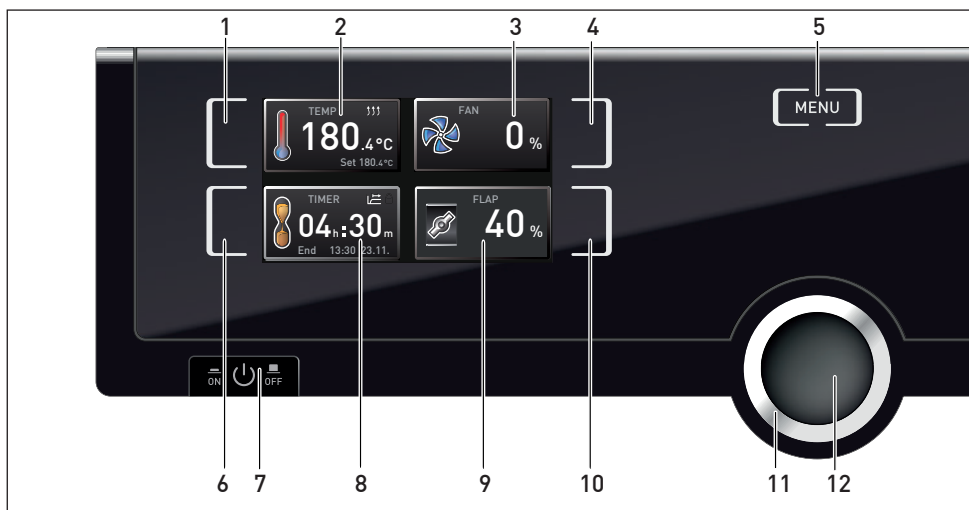 1 2 3 4 5
TEMP
180.4°C
Set 180.4°C
FAN
0 %
MENU
TIMER
04h:30m
End 13:30 23.11.
FLAP
40 %
ON OFF
6 7 8 9 10 11 12